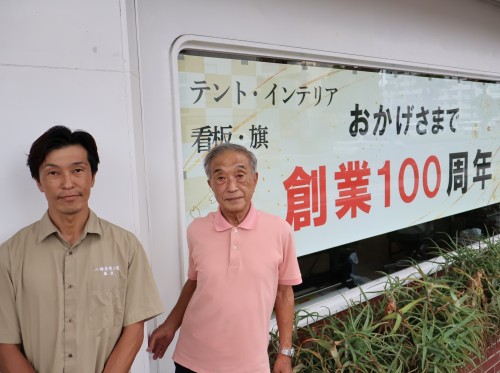 テント・インテリア
看板・旗
おかげさまで
創業100周年